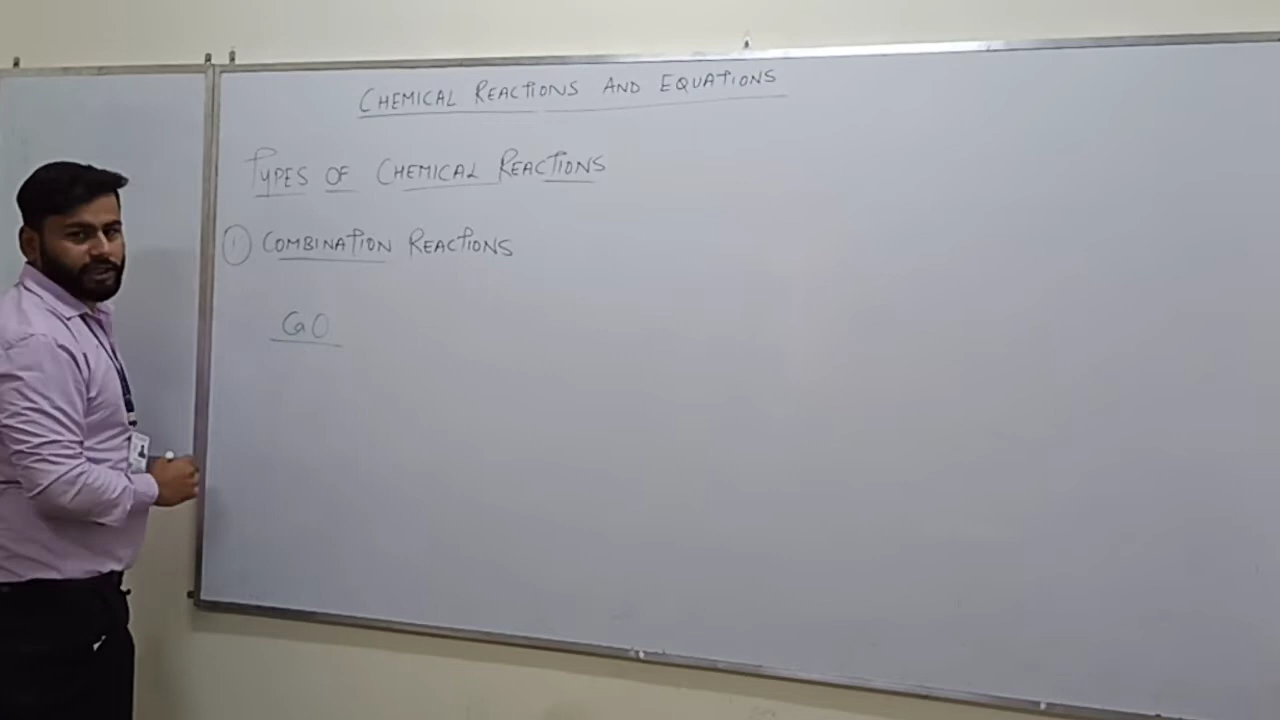 CHEMICAL REACTIONS AND EQUATIONS
TYPES OF CHEMICAL REACTIONS
① COMBINATION REACTIONS
CaO